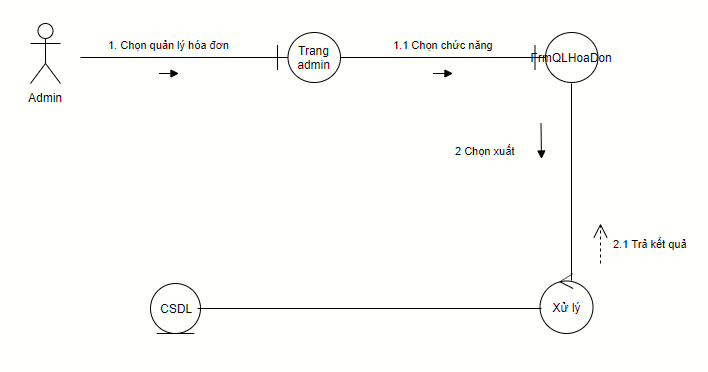 1. Chọn quản lý hóa đơn
1.1 Chọn chức năng
Trang
admin
FrmQLHoaDon
Admin
2 Chọn xuất
2.1 Trả kết quả
CSDL
Xử lý